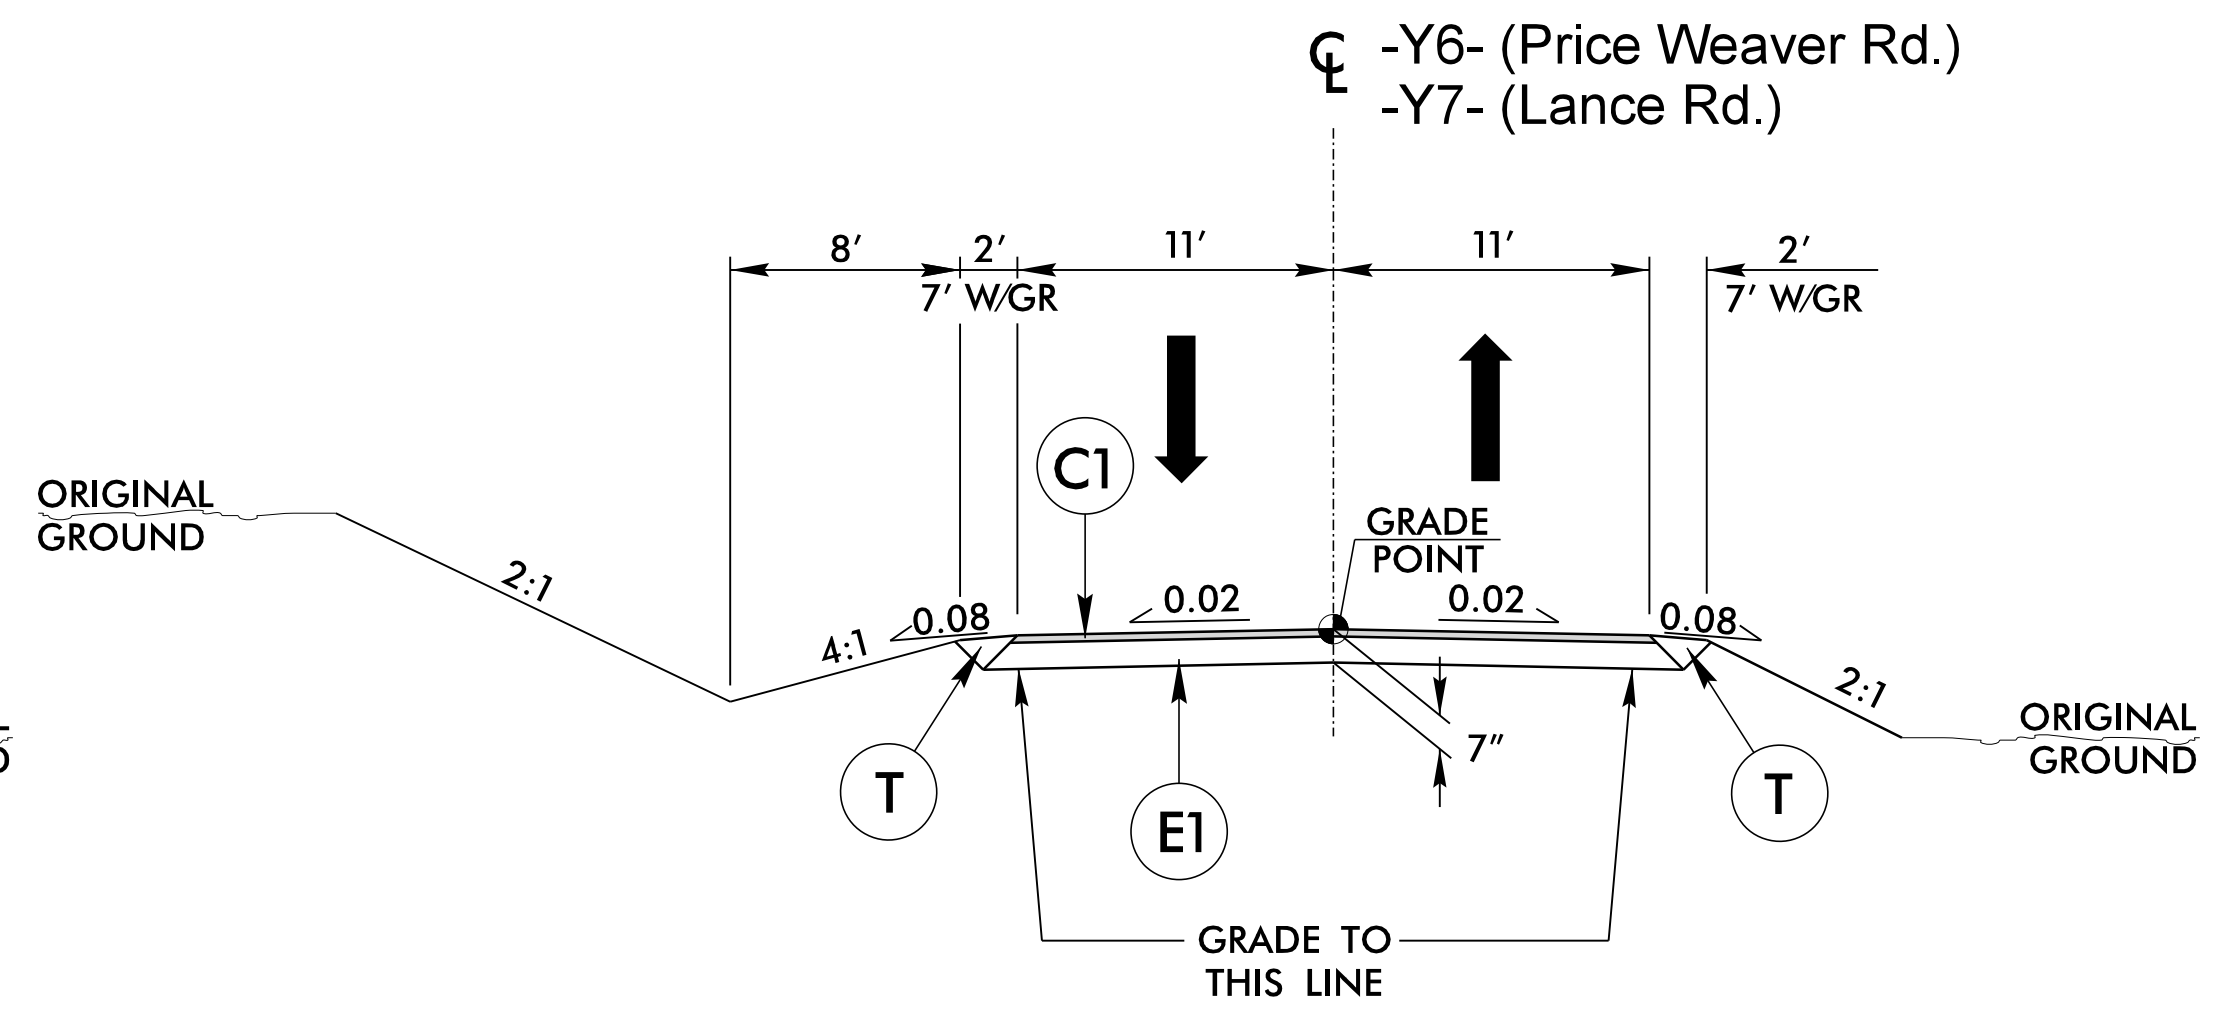 ℄ -Y6- (Price Weaver Rd.)
-Y7- (Lance Rd.)
8′ 2′ 11′ 11′ 2′
7′ W/GR 7′ W/GR
C1
ORIGINAL
GROUND
GRADE
POINT
2:1
0.08 0.02 0.02 0.08
4:1
2:1
7″
ORIGINAL
GROUND
T
E1
T
GRADE TO
THIS LINE